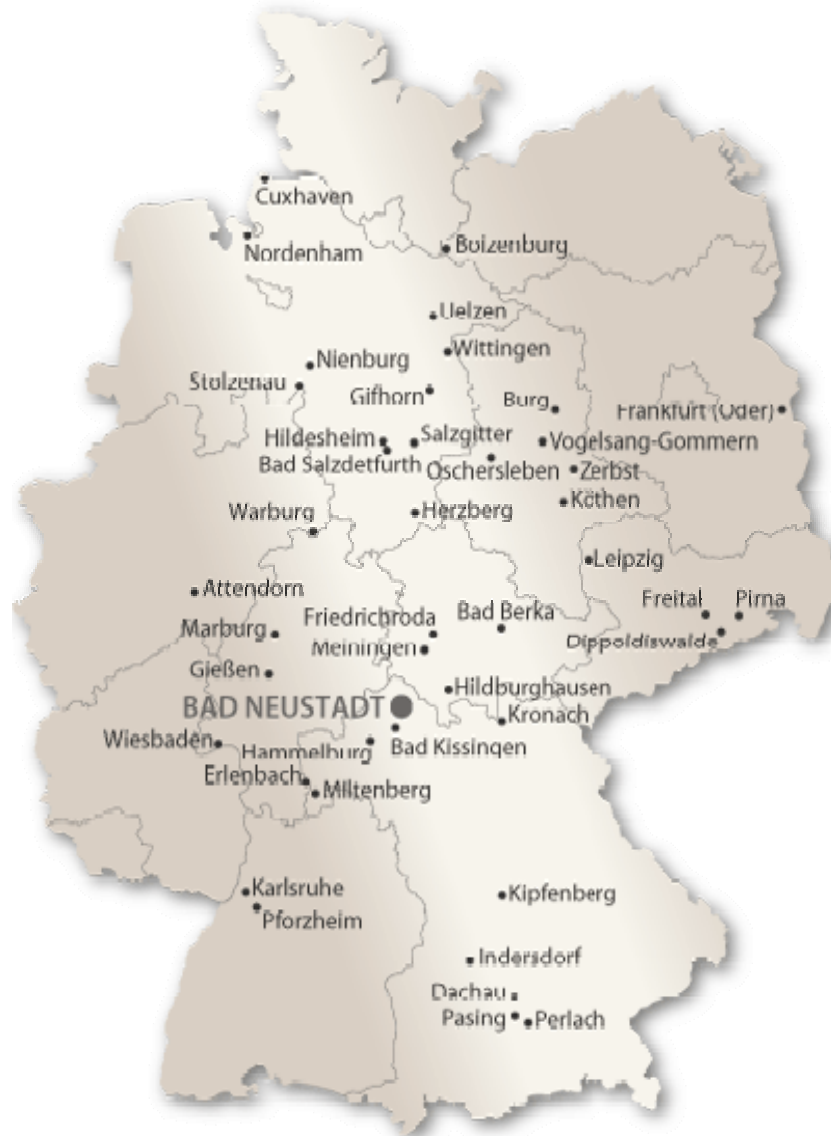 Cuxhaven
Nordenham
Boizenburg
Uelzen
Wittingen
Nienburg
Stolzenau
Gifhorn
Burg
Frankfurt (Oder)
Hildesheim
Salzgitter
Vogelsang-Gommern
Bad Salzdetfurth
Oschersleben
Zerbst
Köthen
Warburg
Herzberg
Leipzig
Attendorn
Freital
Pirna
Friedrichroda
Bad Berka
Marburg
Meiningen
Dippoldiswalde
Gießen
Hildburghausen
BAD NEUSTADT
Kronach
Wiesbaden
Hammelburg
Bad Kissingen
Erlenbach
Miltenberg
Karlsruhe
Kipfenberg
Pforzheim
Indersdorf
Dachau
Pasing
Perlach